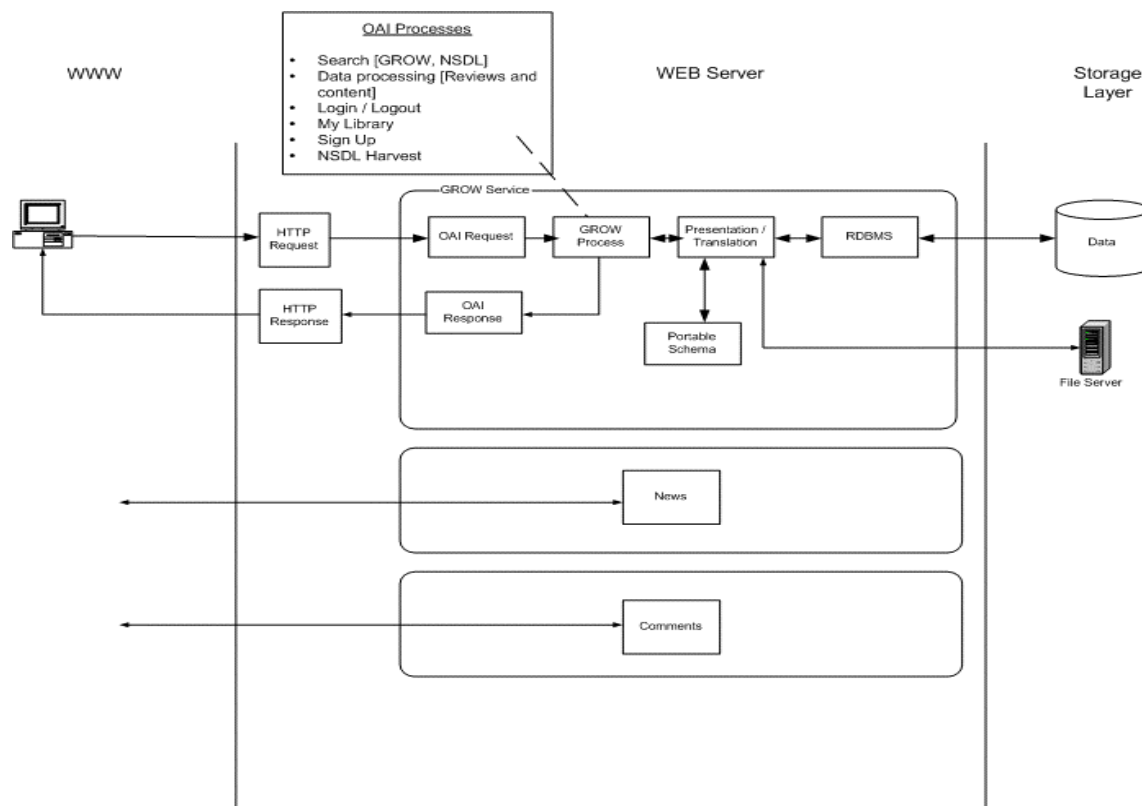 OAI Processes
• Search [GROW, NSDL]
• Data processing [Reviews and
content]
• Login / Logout
• My Library
• Sign Up
• NSDL Harvest
WWW
WEB Server
Storage
Layer
GROW Service
HTTP
Request
OAI Request
GROW
Process
Presentation /
Translation
RDBMS
Data
HTTP
Response
OAI
Response
Portable
Schema
File Server
News
Comments